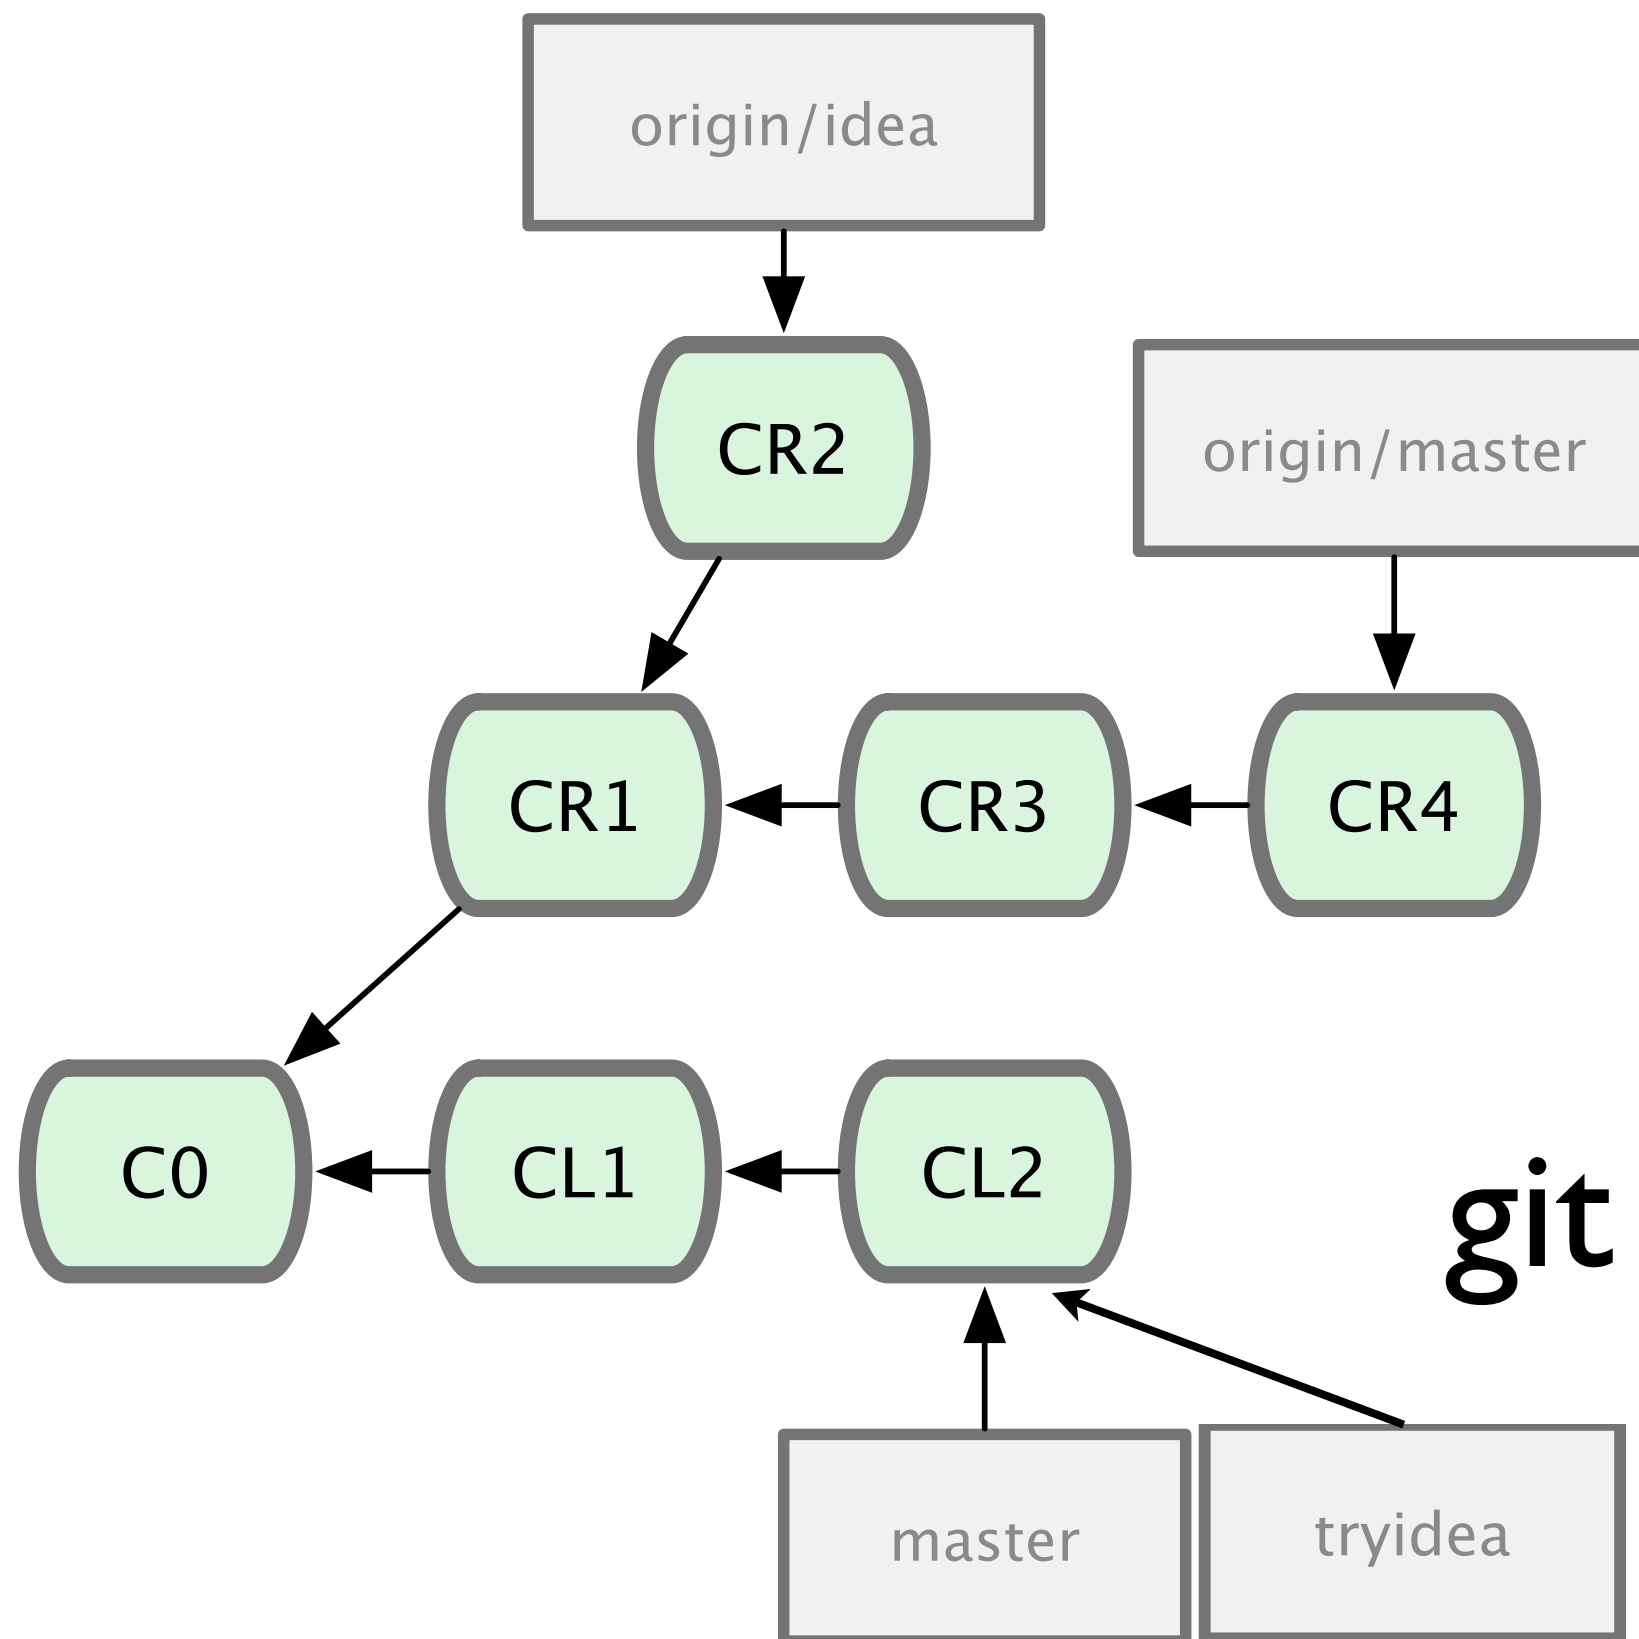 origin/idea
CR2
origin/master
CR1
CR3
CR4
C0
CL1
CL2
git
master
tryidea